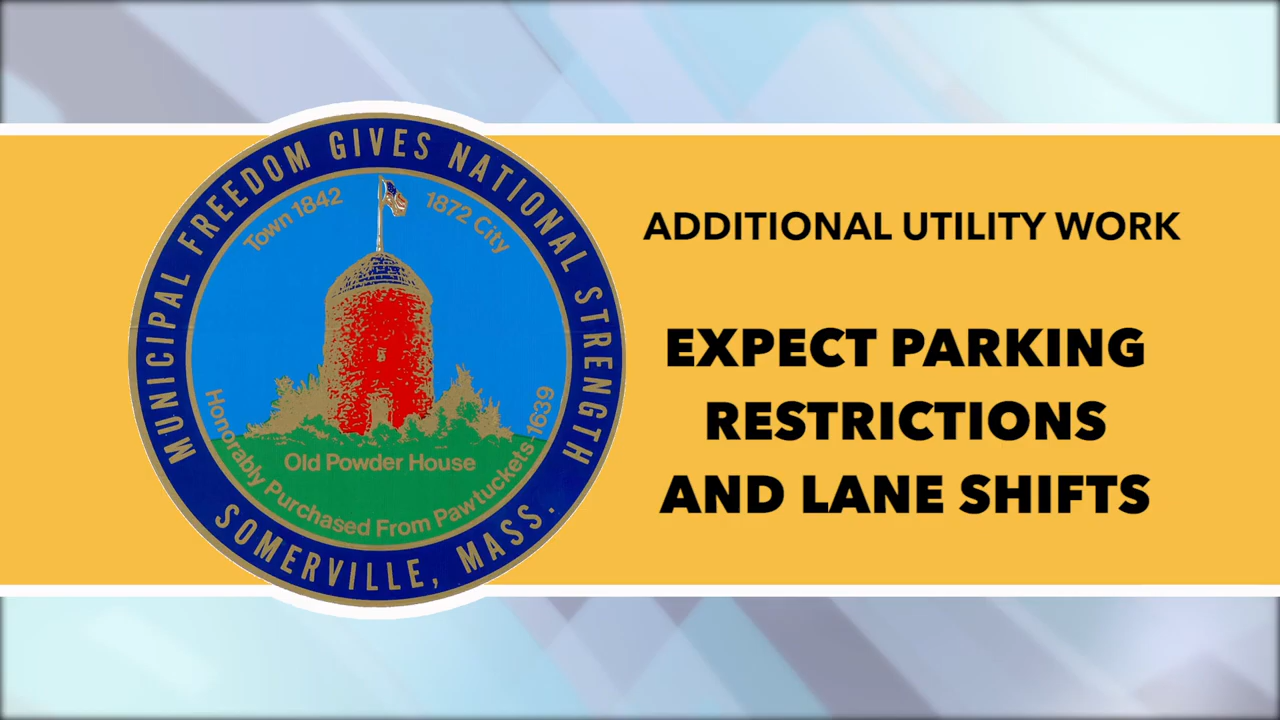 MUNICIPAL FREEDOM GIVES NATIONAL STRENGTH
Town 1842
1872 City
Old Powder House
Honorably Purchased From Pawtuckets 1639
SOMERVILLE, MASS.
ADDITIONAL UTILITY WORK
EXPECT PARKING
RESTRICTIONS
AND LANE SHIFTS